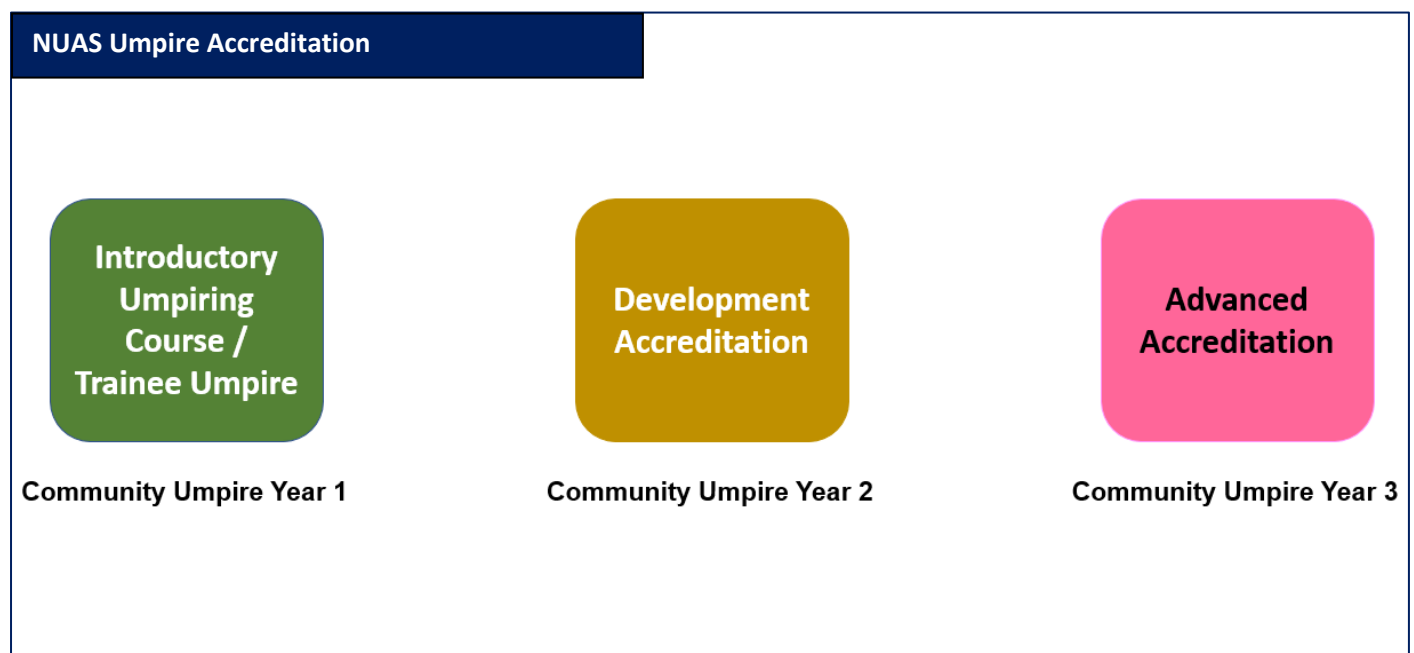 NUAS Umpire Accreditation
Introductory
Umpiring
Course /
Trainee Umpire
Development
Accreditation
Advanced
Accreditation
Community Umpire Year 1
Community Umpire Year 2
Community Umpire Year 3